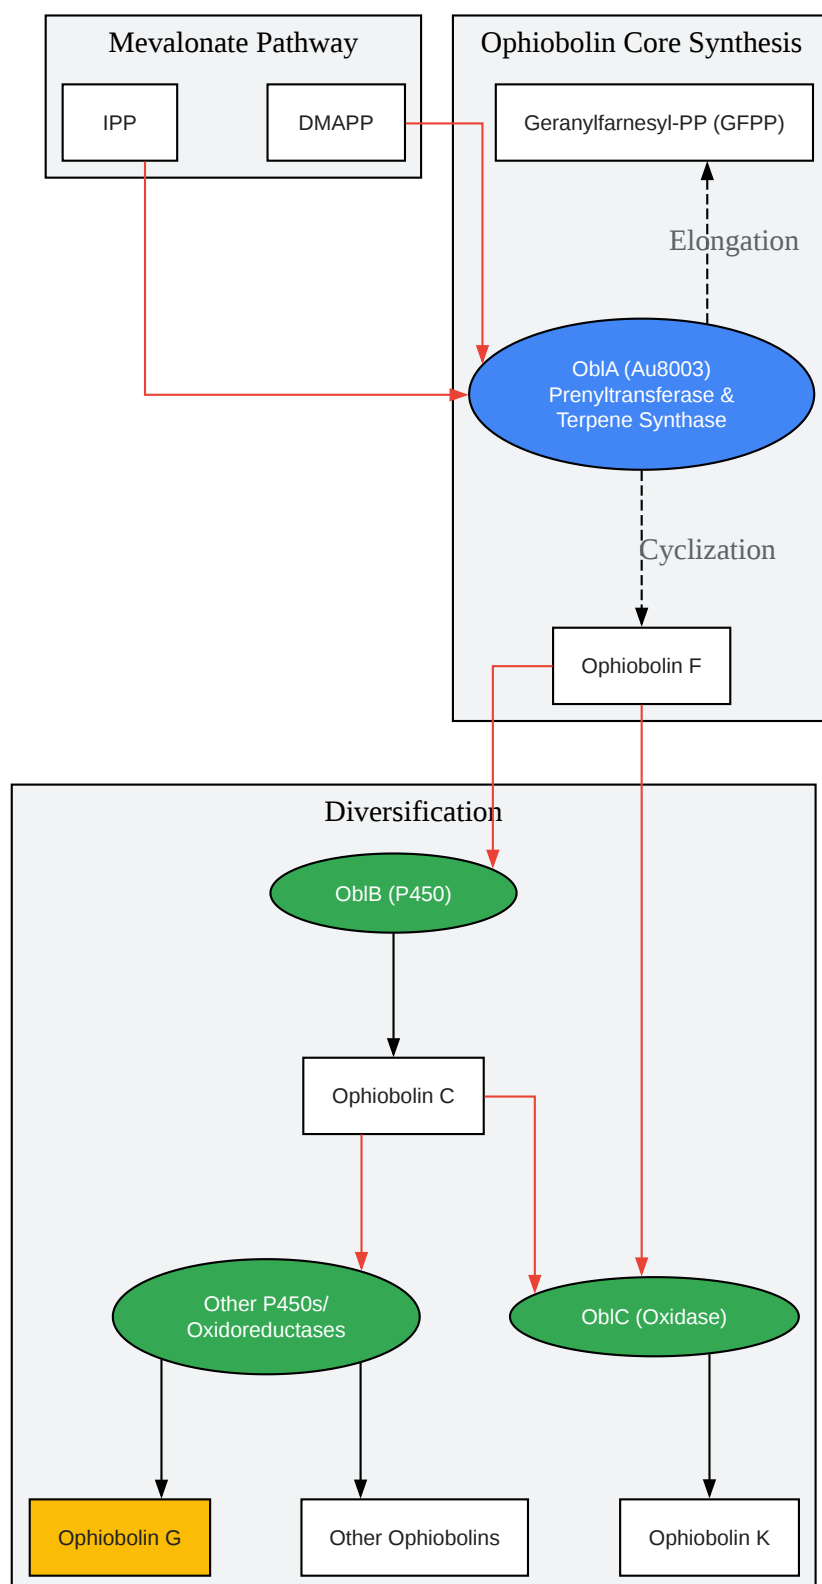 Mevalonate Pathway
Ophiobolin Core Synthesis
IPP
DMAPP
Geranylfarnesyl-PP (GFPP)
Elongation
OblA (Au8003)
Prenyltransferase &
Terpene Synthase
Cyclization
Ophiobolin F
Diversification
OblB (P450)
Ophiobolin C
Other P450s/
Oxidoreductases
OblC (Oxidase)
Ophiobolin G
Other Ophiobolins
Ophiobolin K